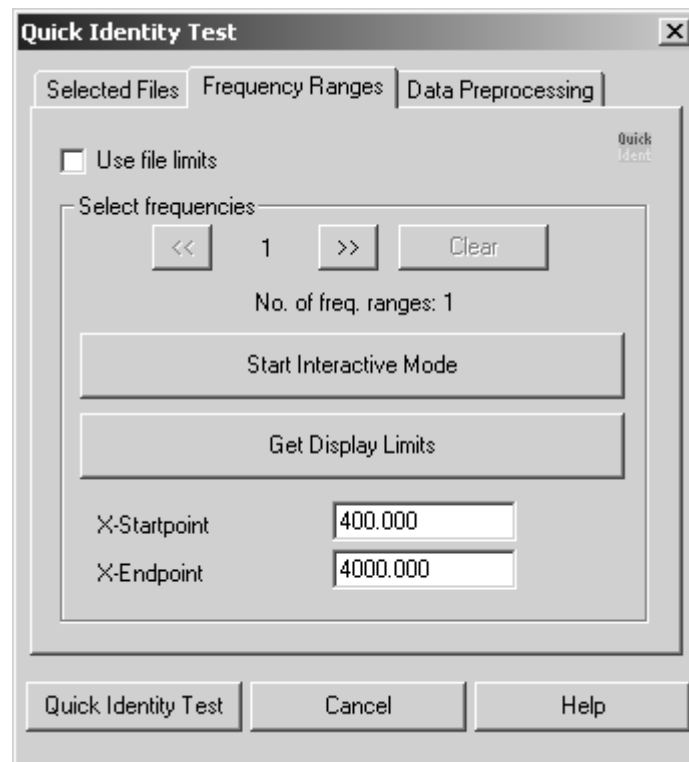 Quick Identity Test
Selected Files Frequency Ranges Data Preprocessing
Quick
Ident
Use file limits
Select frequencies
<< 1 >> Clear
No. of freq. ranges: 1
Start Interactive Mode
Get Display Limits
X-Startpoint 400.000
X-Endpoint 4000.000
Quick Identity Test Cancel Help